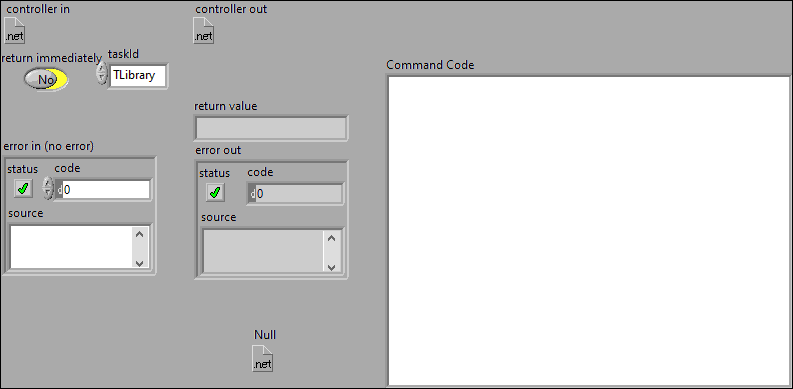 controller in
controller out
.net
.net
return immediately
taskId
No
TLibrary
Command Code
return value
error in (no error)
error out
status
code
status
code
d
0
d
0
source
source
Null
.net